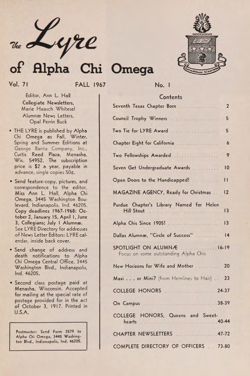 The Lyre
of Alpha Chi Omega
Vol. 71 FALL 1967 No. 1
Editor, Ann L. Hall
Collegiate Newsletters,
Marie Haasch Whitesel
Alumnæ News Letters,
Opal Perrin Buck
• THE LYRE is published by Alpha
Chi Omega as Fall, Winter,
Spring and Summer Editions at
George Banta Company, Inc.,
Curtis Reed Plaza, Menasha,
Wis. 54952. The subscription
price is $2 a year, payable in
advance, single copies 50¢.
Send feature-copy, pictures, and
correspondence to the editor,
Miss Ann L. Hall, Alpha Chi
Omega, 3445 Washington Boulevard,
Indianapolis, Ind. 46205.
Copy deadlines 1967-1968: October
2, January 15, April 1, June
3, Collegians; July 1 Alumnae.
See LYRE Directory for addresses
of News Letter Editors; LYRE calendar,
inside back cover.
• Send change of address and
death notifications to Alpha
Chi Omega Central Office, 3445
Washington Blvd., Indianapolis,
Ind. 46205.
Second class postage paid at
Menasha, Wisconsin. Accepted
for mailing at the special rate of
postage provided for in the act
of October 3, 1917. Printed in
U.S.A.
Postmaster: Send Form 3579 to
Alpha Chi Omega, 3445 Washington
Blvd., Indianapolis, Ind. 46205.
Contents
Seventh Texas Chapter Born 2
Council Trophy Winners 5
Two Tie for LYRE Award 5
Chapter Eight for California 6
Two Fellowships Awarded 9
Seven Get Undergraduate Awards 10
Open Doors to the Handicapped! 11
MAGAZINE AGENCY, Ready for Christmas 12
Purdue Chapter's Library Named for Helen
Hill Stout 13
Alpha Chis Since 1905! 13
Dallas Alumnae, "Circle of Success" 14
SPOTLIGHT ON ALUMNÆ 16-19
Focus on some outstanding Alpha Chis
New Horizons for Wife and Mother 20
Maxi . . . or Mini? (from Hemlines to Hair) 23
COLLEGE HONORS 24-37
On Campus 38-39
COLLEGE HONORS, Queens and Sweethearts
40-44
CHAPTER NEWSLETTERS 47-72
COMPLETE DIRECTORY OF OFFICERS 73-80